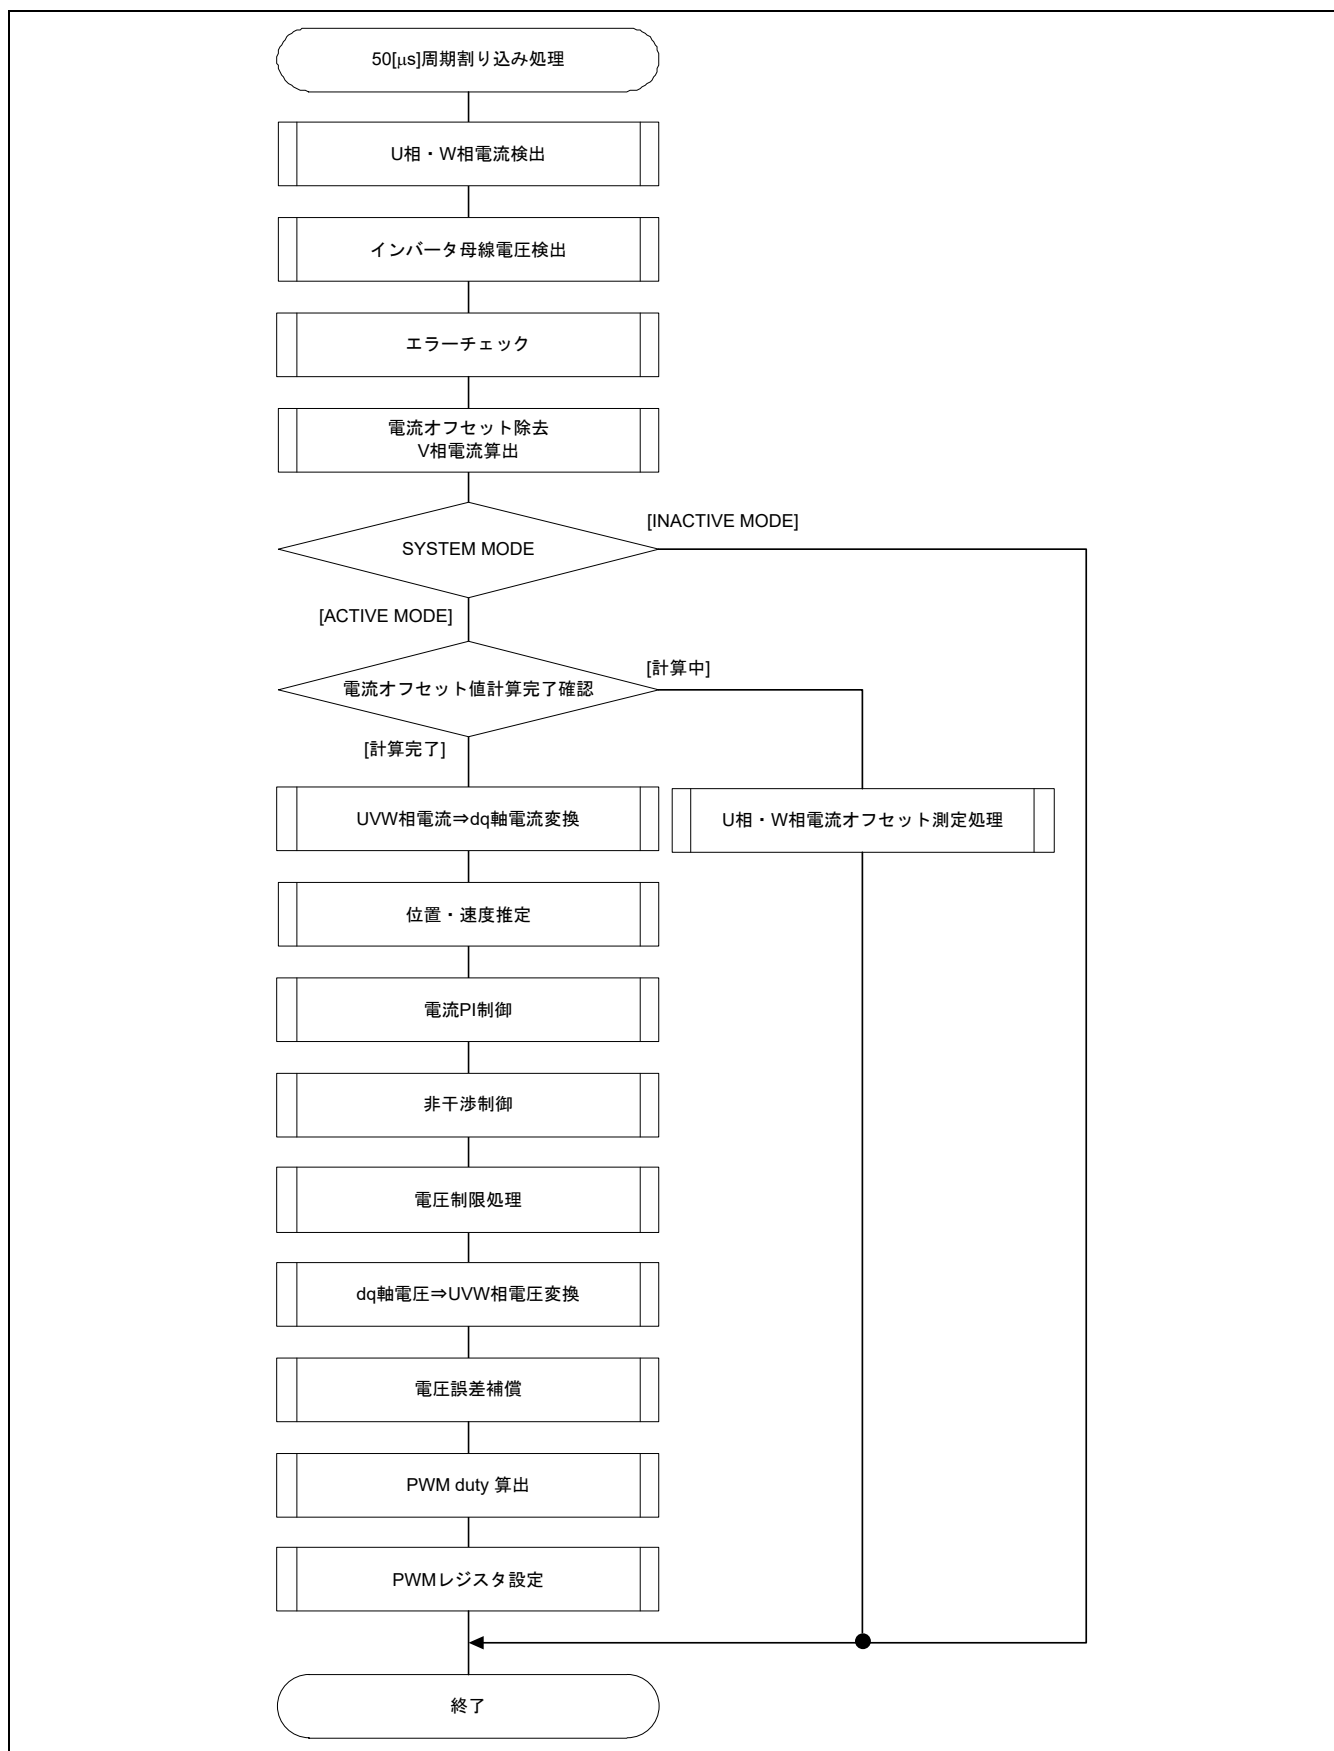 50[μs]周期割り込み処理
U相・W相電流検出
インバータ母線電圧検出
エラーチェック
電流オフセット除去
V相電流算出
[INACTIVE MODE]
SYSTEM MODE
[ACTIVE MODE]
[計算中]
電流オフセット値計算完了確認
[計算完了]
UVW相電流⇒dq軸電流変換
U相・W相電流オフセット測定処理
位置・速度推定
電流PI制御
非干渉制御
電圧制限処理
dq軸電圧⇒UVW相電圧変換
電圧誤差補償
PWM duty 算出
PWMレジスタ設定
終了